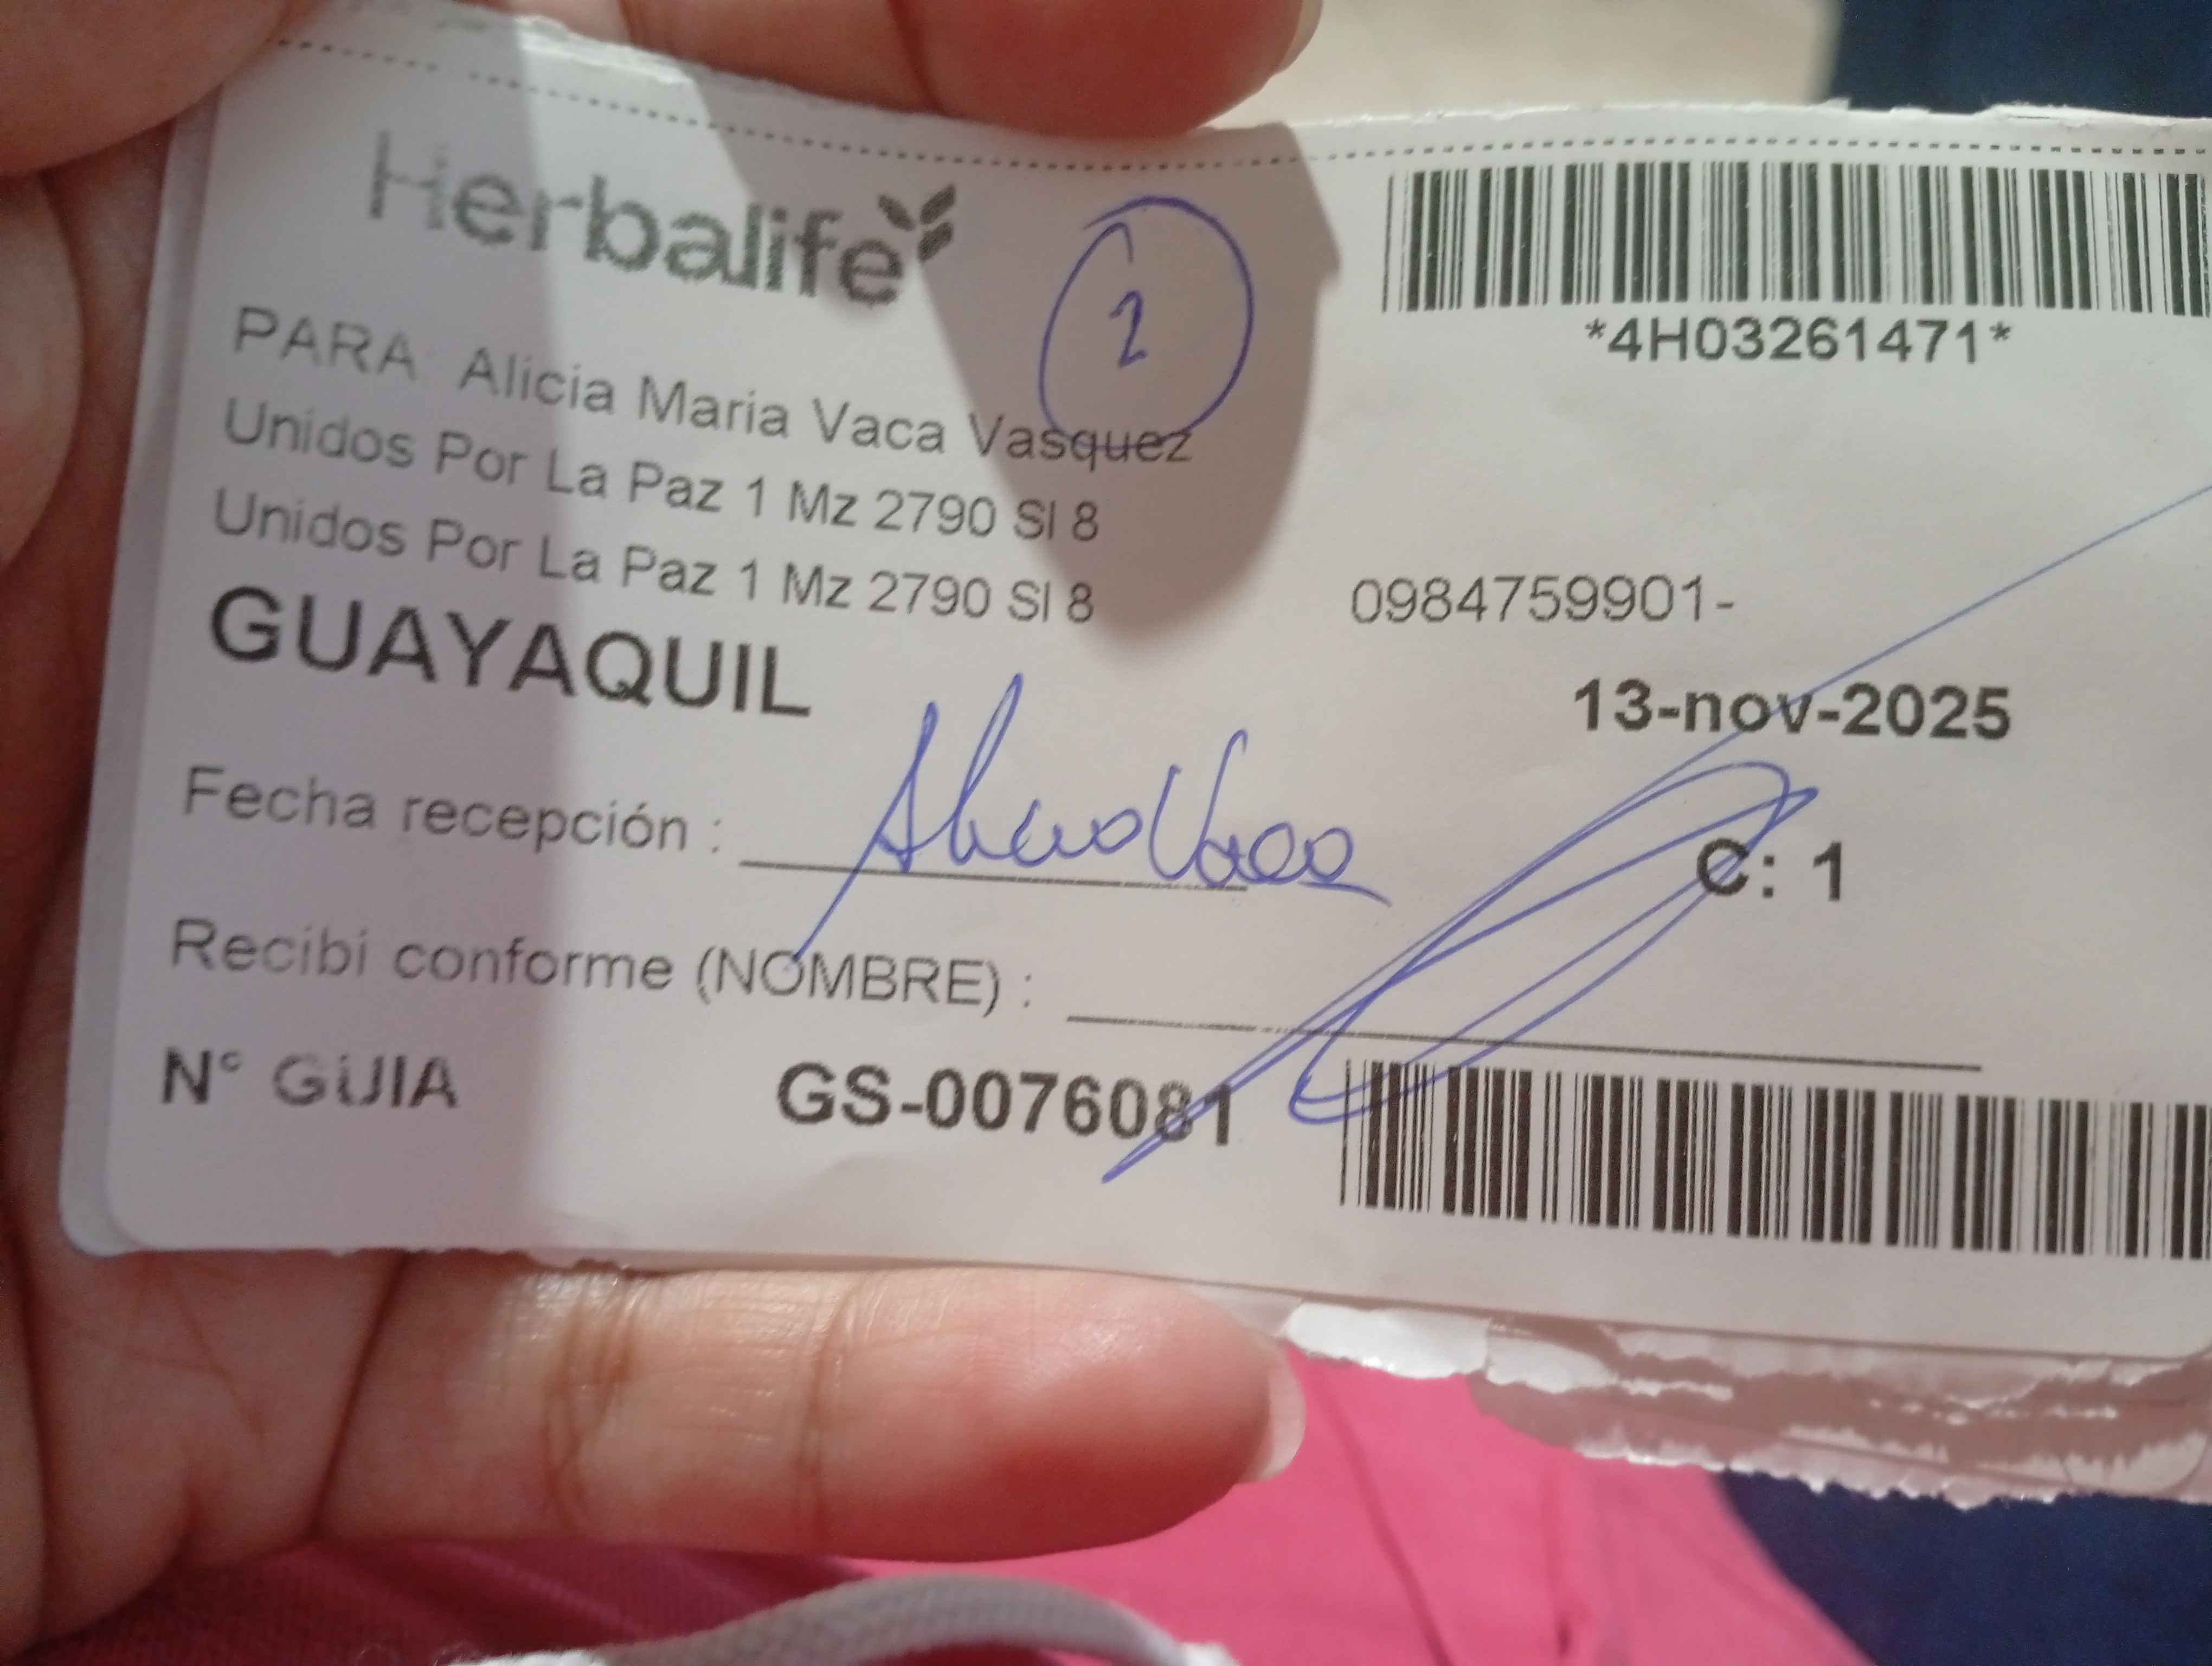 Herbalife
2
*4H03261471*
PARA Alicia Maria Vaca Vasquez
Unidos Por La Paz 1 Mz 2790 Sl 8
Unidos Por La Paz 1 Mz 2790 Sl 8
0984759901-
GUAYAQUIL
13-nov-2025
Fecha recepción : Alicia Vaca
C: 1
Recibi conforme (NOMBRE) :
N° GUIA GS-0076081